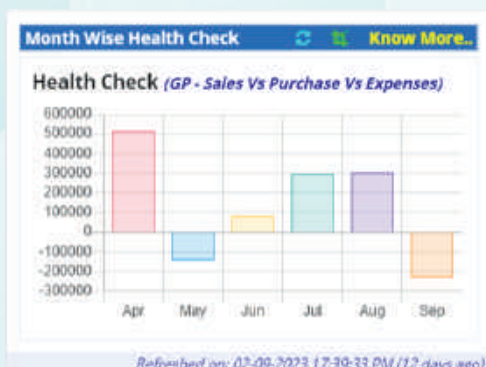 Month Wise Health Check Know More..
Health Check (GP - Sales Vs Purchase Vs Expenses)
600000
500000
400000
300000
200000
100000
0
-100000
-200000
-300000
Apr May Jun Jul Aug Sep
Refreshed on: 02-09-2023 17:39:33 PM (12 days ago)